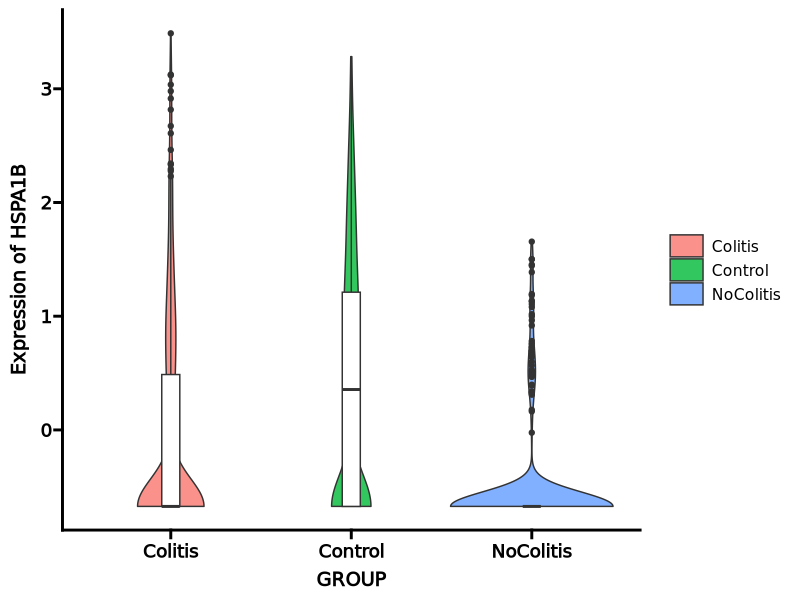 Expression of HSPA1B
3
2
1
0
Colitis
Control
NoColitis
GROUP
Colitis
Control
NoColitis